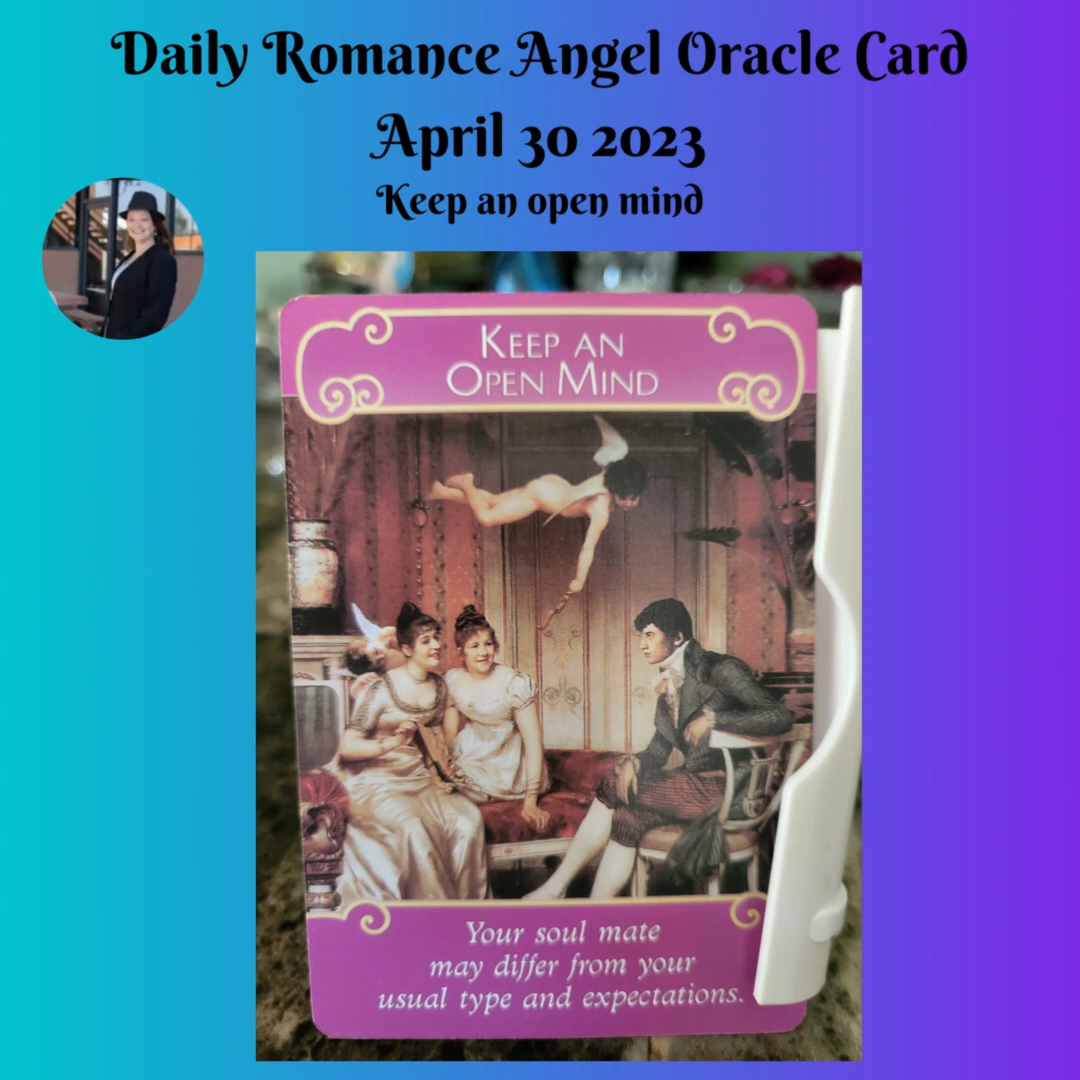 Daily Romance Angel Oracle Card
April 30 2023
Keep an open mind
KEEP AN
OPEN MIND
Your soul mate
may differ from your
usual type and expectations.